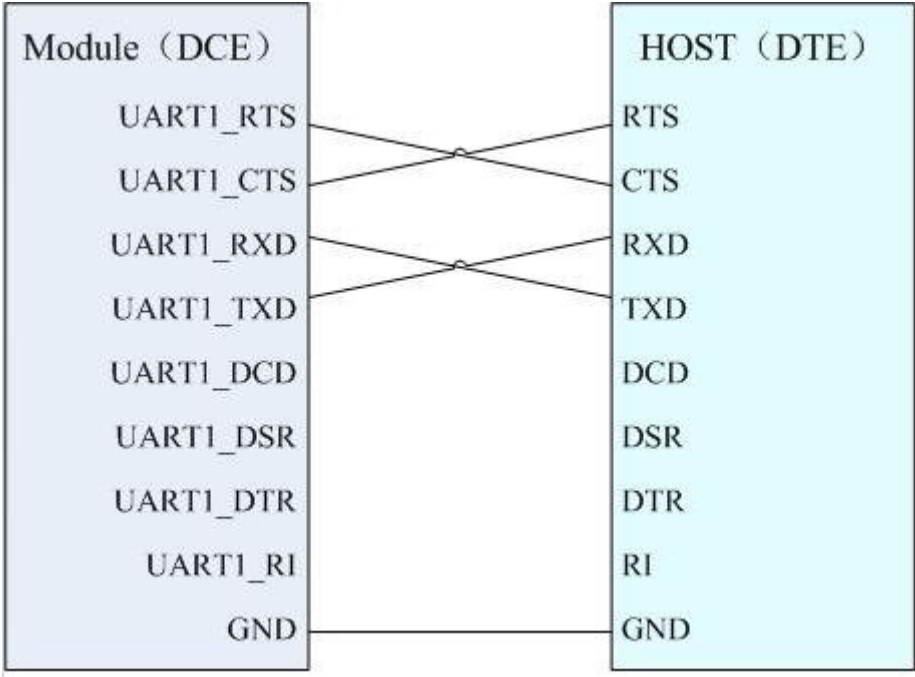 Module（DCE）
UART1_RTS
UART1_CTS
UART1_RXD
UART1_TXD
UART1_DCD
UART1_DSR
UART1_DTR
UART1_RI
GND
HOST（DTE）
RTS
CTS
RXD
TXD
DCD
DSR
DTR
RI
GND